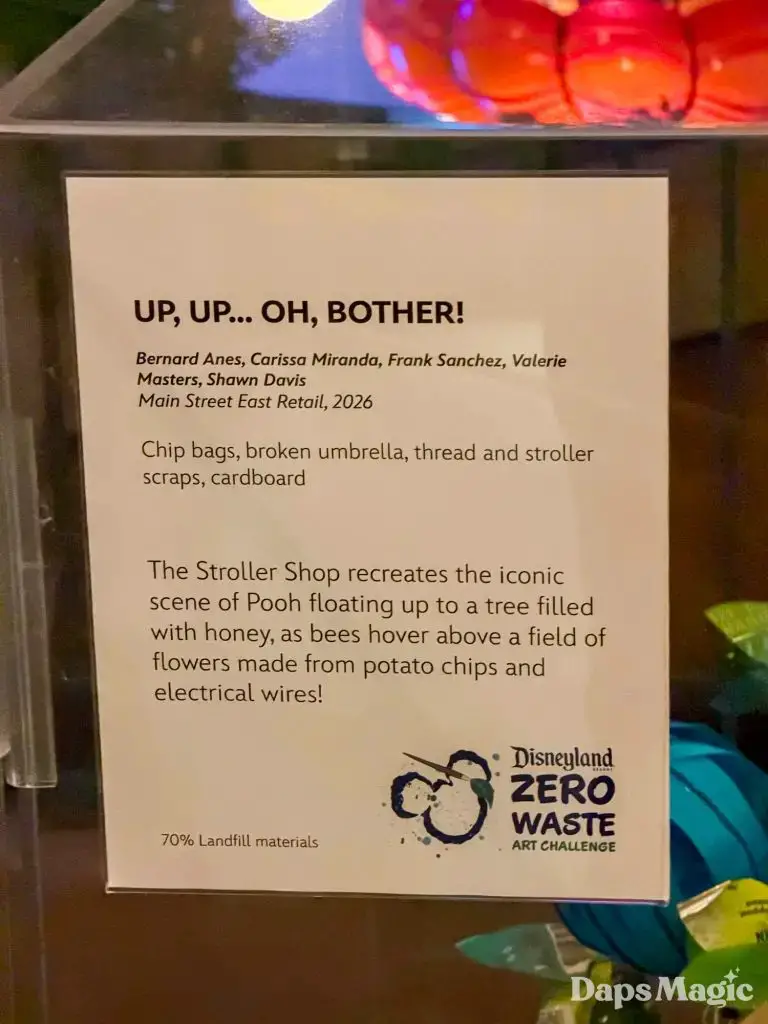 UP, UP... OH, BOTHER!
Bernard Anes, Carissa Miranda, Frank Sanchez, Valerie
Masters, Shawn Davis
Main Street East Retail, 2026
Chip bags, broken umbrella, thread and stroller
scraps, cardboard
The Stroller Shop recreates the iconic
scene of Pooh floating up to a tree filled
with honey, as bees hover above a field of
flowers made from potato chips and
electrical wires!
Disneyland
RESORT
ZERO
WASTE
ART CHALLENGE
70% Landfill materials
Daps Magic